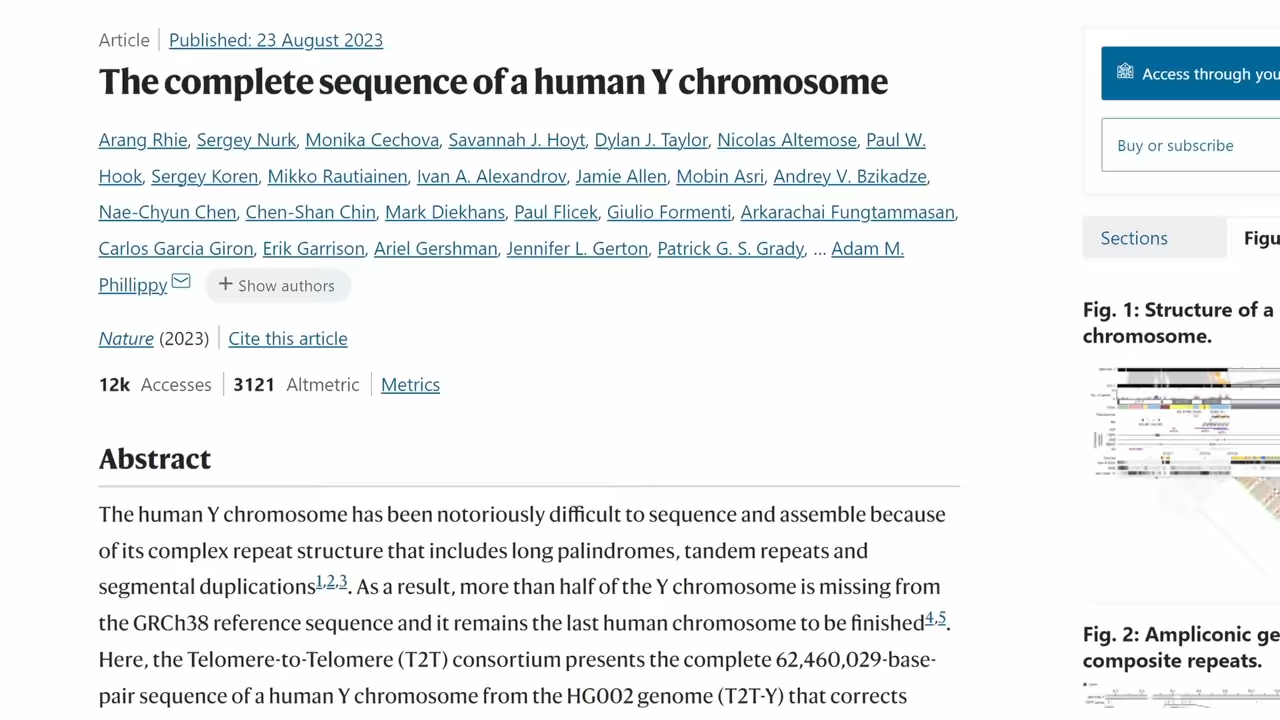 Article Published: 23 August 2023
The complete sequence of a human Y chromosome
Arang Rhie, Sergey Nurk, Monika Cechova, Savannah J. Hoyt, Dylan J. Taylor, Nicolas Altemose, Paul W.
Hook, Sergey Koren, Mikko Rautiainen, Ivan A. Alexandrov, Jamie Allen, Mobin Asri, Andrey V. Bzikadze,
Nae-Chyun Chen, Chen-Shan Chin, Mark Diekhans, Paul Flicek, Giulio Formenti, Arkarachai Fungtammasan,
Carlos Garcia Giron, Erik Garrison, Ariel Gershman, Jennifer L. Gerton, Patrick G. S. Grady, ... Adam M.
Phillippy + Show authors
Nature (2023) Cite this article
12k Accesses 3121 Altmetric Metrics
Abstract
The human Y chromosome has been notoriously difficult to sequence and assemble because
of its complex repeat structure that includes long palindromes, tandem repeats and
segmental duplications1,2,3. As a result, more than half of the Y chromosome is missing from
the GRCh38 reference sequence and it remains the last human chromosome to be finished4,5.
Here, the Telomere-to-Telomere (T2T) consortium presents the complete 62,460,029-base-
pair sequence of a human Y chromosome from the HG002 genome (T2T-Y) that corrects
Access through you
Buy or subscribe
Sections Figu
Fig. 1: Structure of a
chromosome.
Fig. 2: Ampliconic ge
composite repeats.